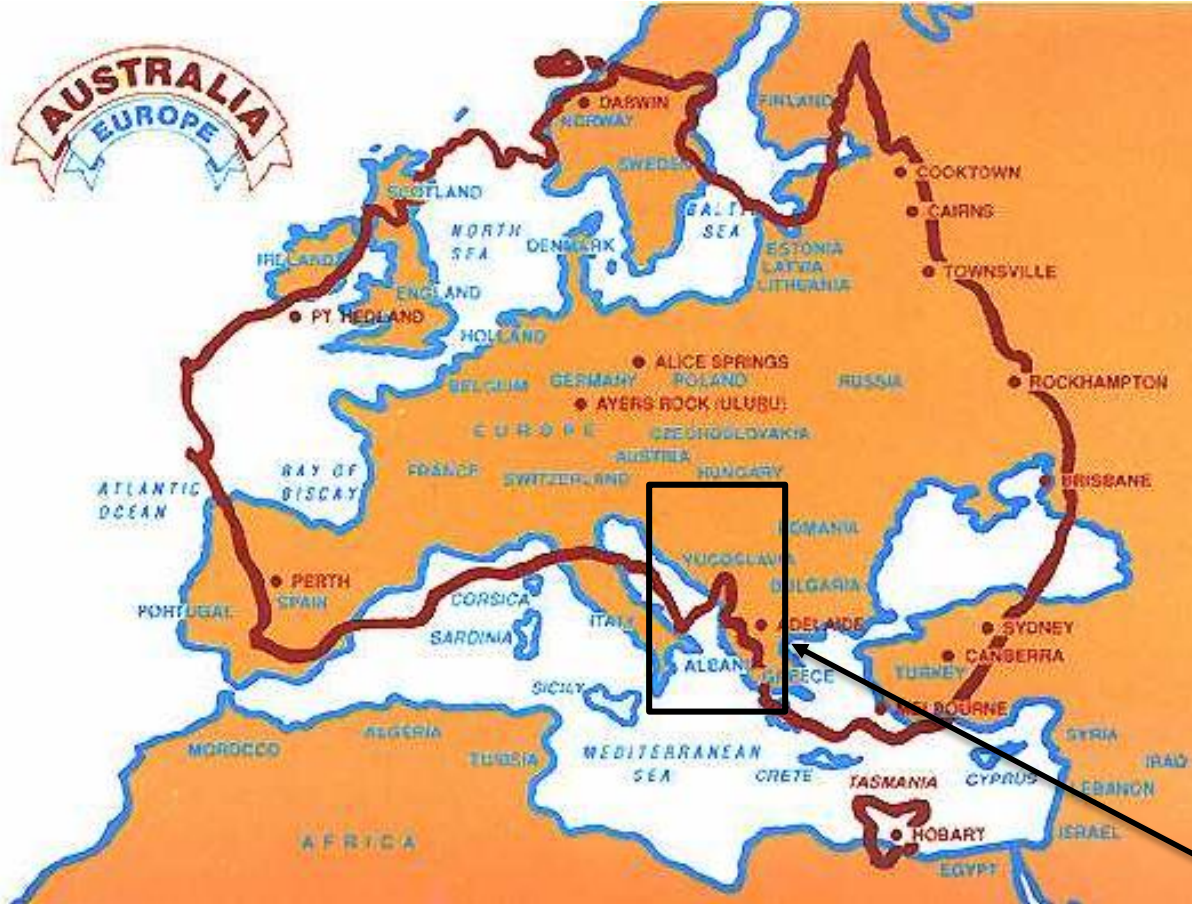 AUSTRALIA
EUROPE
DARWIN
NORWAY
FINLAND
SWEDEN
COOKTOWN
SCOTLAND
CAIRNS
BALTIC
SEA
NORTH
SEA
DENMARK
ESTONIA
LATVIA
LITHUANIA
IRELAND
TOWNSVILLE
ENGLAND
PT. HEDLAND
HOLLAND
ALICE SPRINGS
BELGIUM
GERMANY
POLAND
RUSSIA
ROCKHAMPTON
AYERS ROCK (ULURU)
EUROPE
CZECHOSLOVAKIA
AUSTRIA
FRANCE
SWITZERLAND
HUNGARY
BAY OF
BISCAY
BRISBANE
ATLANTIC
OCEAN
ROMANIA
YUGOSLAVIA
BULGARIA
PERTH
SPAIN
PORTUGAL
CORSICA
ITALY
ADELAIDE
SYDNEY
SARDINIA
CANBERRA
ALBANI
GREECE
TURKEY
SICILY
MELBOURNE
ALGERIA
MOROCCO
TUNISIA
MEDITERRANEAN
SEA
SYRIA
CRETE
TASMANIA
CYPRUS
IRAQ
LEBANON
HOBART
ISRAEL
AFRICA
EGYPT